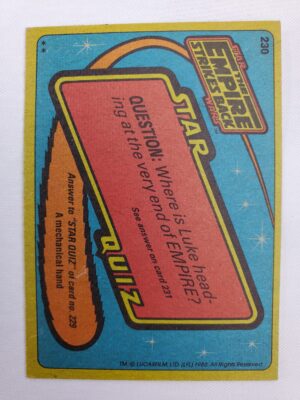 230
STAR
THE
EMPIRE
STRIKES BACK
WARS
STAR
QUESTION: Where is Luke head-
ing at the very end of EMPIRE?
See answer on card 231
QUIZ
Answer to "STAR QUIZ" of card no. 229
A mechanical hand
TM, © LUCASFILM, LTD. (LFL) 1980. All Rights Reserved.
**